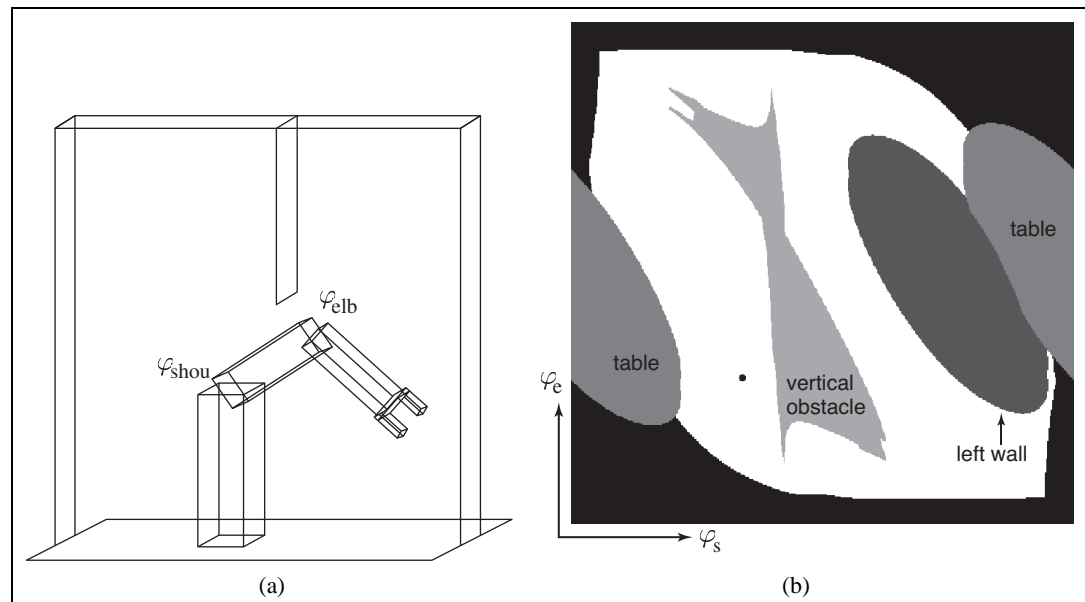 φelb
φshou
(a)
table
table
vertical
obstacle
left wall
φe
φs
(b)